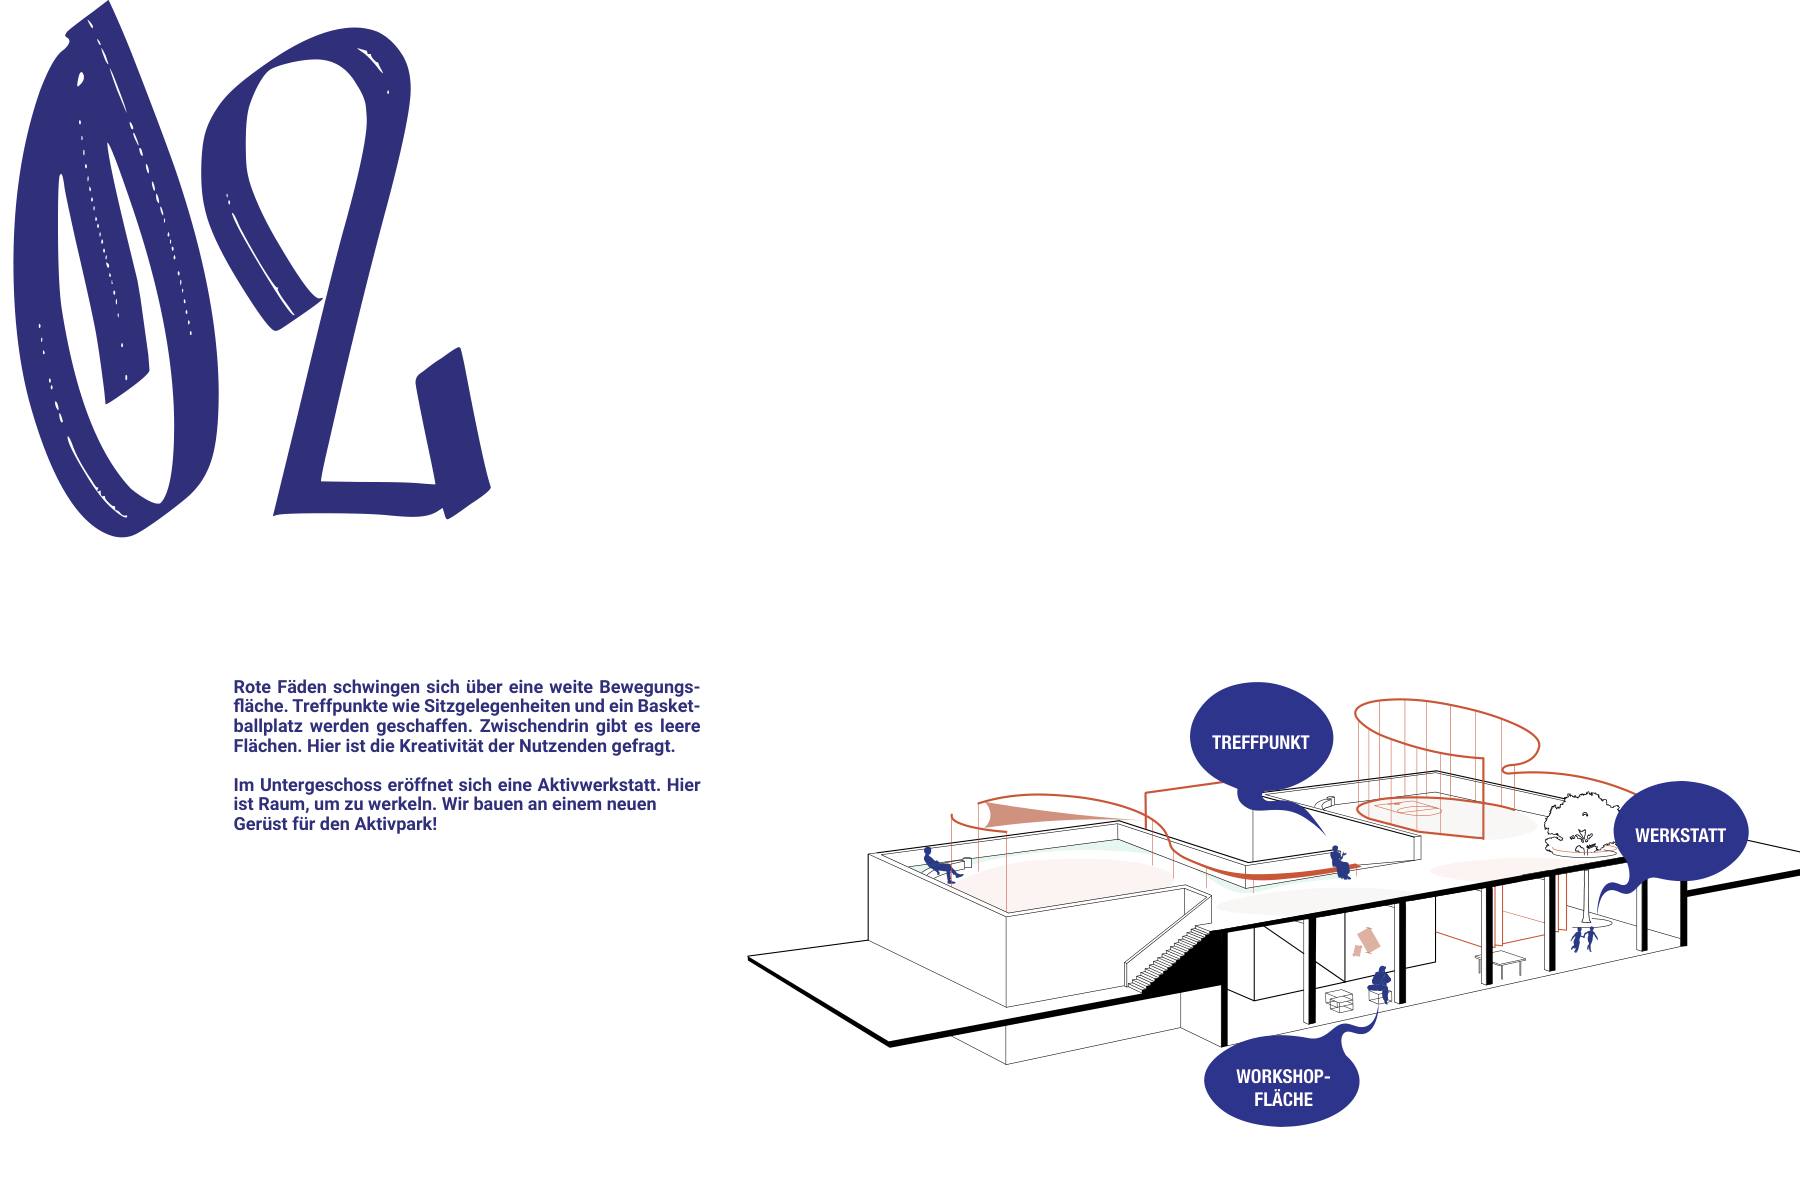 02
Rote Fäden schwingen sich über eine weite Bewegungs-
fläche. Treffpunkte wie Sitzgelegenheiten und ein Basket-
ballplatz werden geschaffen. Zwischendrin gibt es leere
Flächen. Hier ist die Kreativität der Nutzenden gefragt.
Im Untergeschoss eröffnet sich eine Aktivwerkstatt. Hier
ist Raum, um zu werkeln. Wir bauen an einem neuen
Gerüst für den Aktivpark!
TREFFPUNKT
WERKSTATT
WORKSHOP-
FLÄCHE